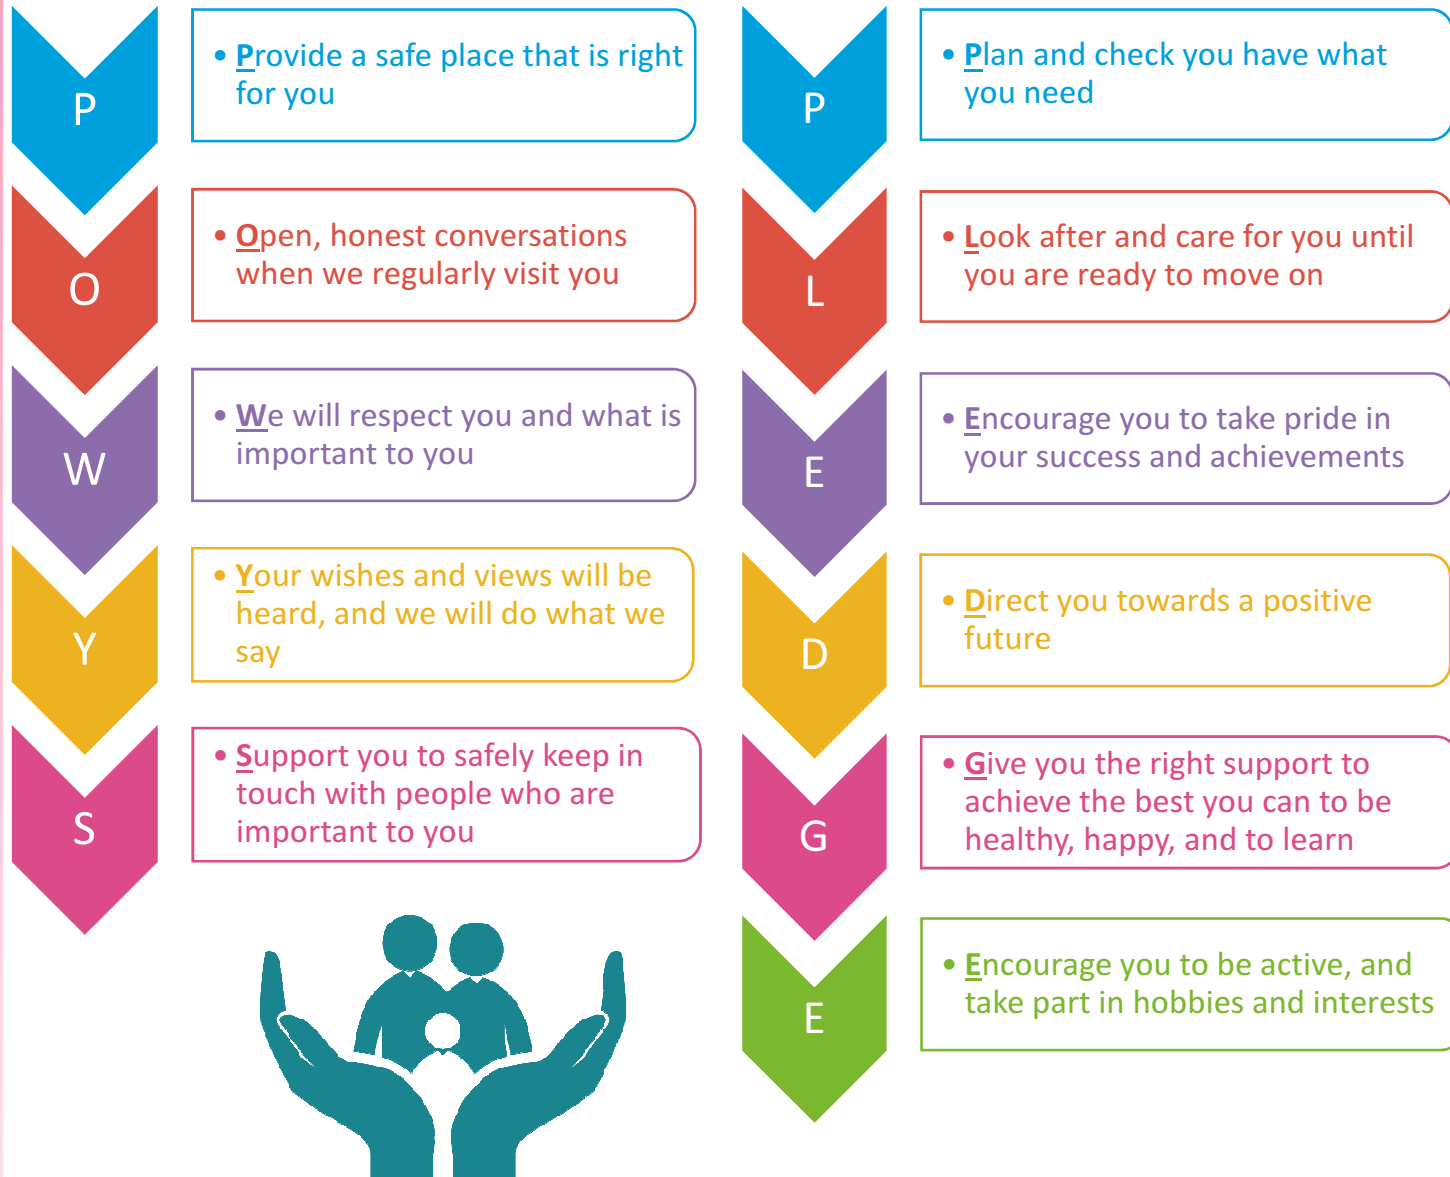 P
• Provide a safe place that is right
for you
O
• Open, honest conversations
when we regularly visit you
W
• We will respect you and what is
important to you
Y
• Your wishes and views will be
heard, and we will do what we
say
S
• Support you to safely keep in
touch with people who are
important to you
P
• Plan and check you have what
you need
L
• Look after and care for you until
you are ready to move on
E
• Encourage you to take pride in
your success and achievements
D
• Direct you towards a positive
future
G
• Give you the right support to
achieve the best you can to be
healthy, happy, and to learn
E
• Encourage you to be active, and
take part in hobbies and interests